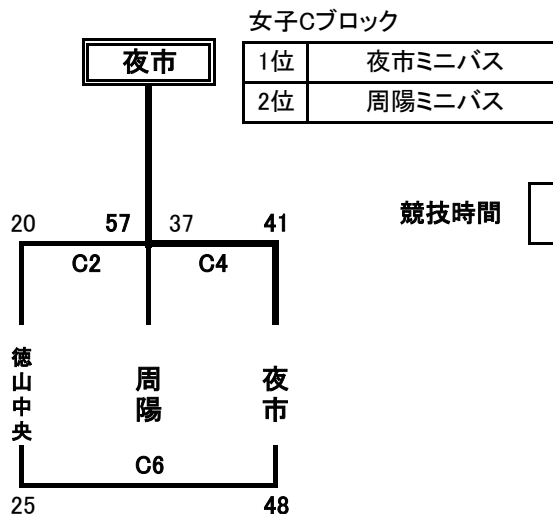 女子Cブロック
夜市
1位 夜市ミニバス
2位 周陽ミニバス
競技時間
20 57 37 41
C2 C4
徳山中央
周陽
夜市
C6
25 48